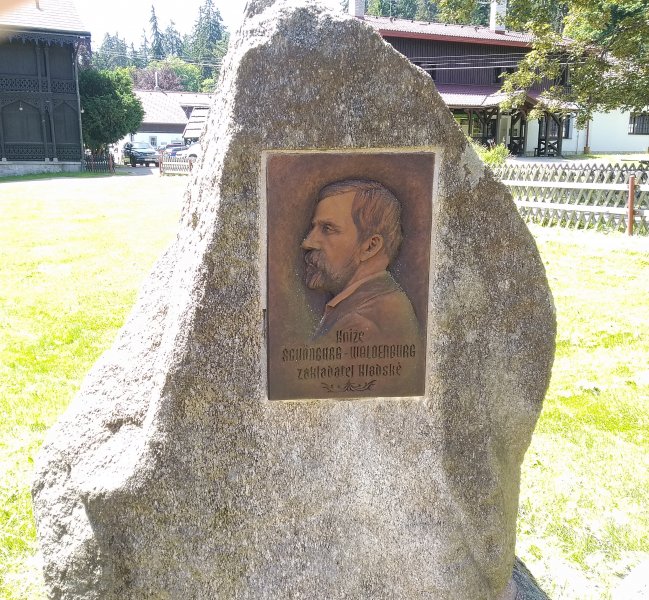 Kníže
SCHÖNBURG - WALDENBURG
zakladatel Kladské